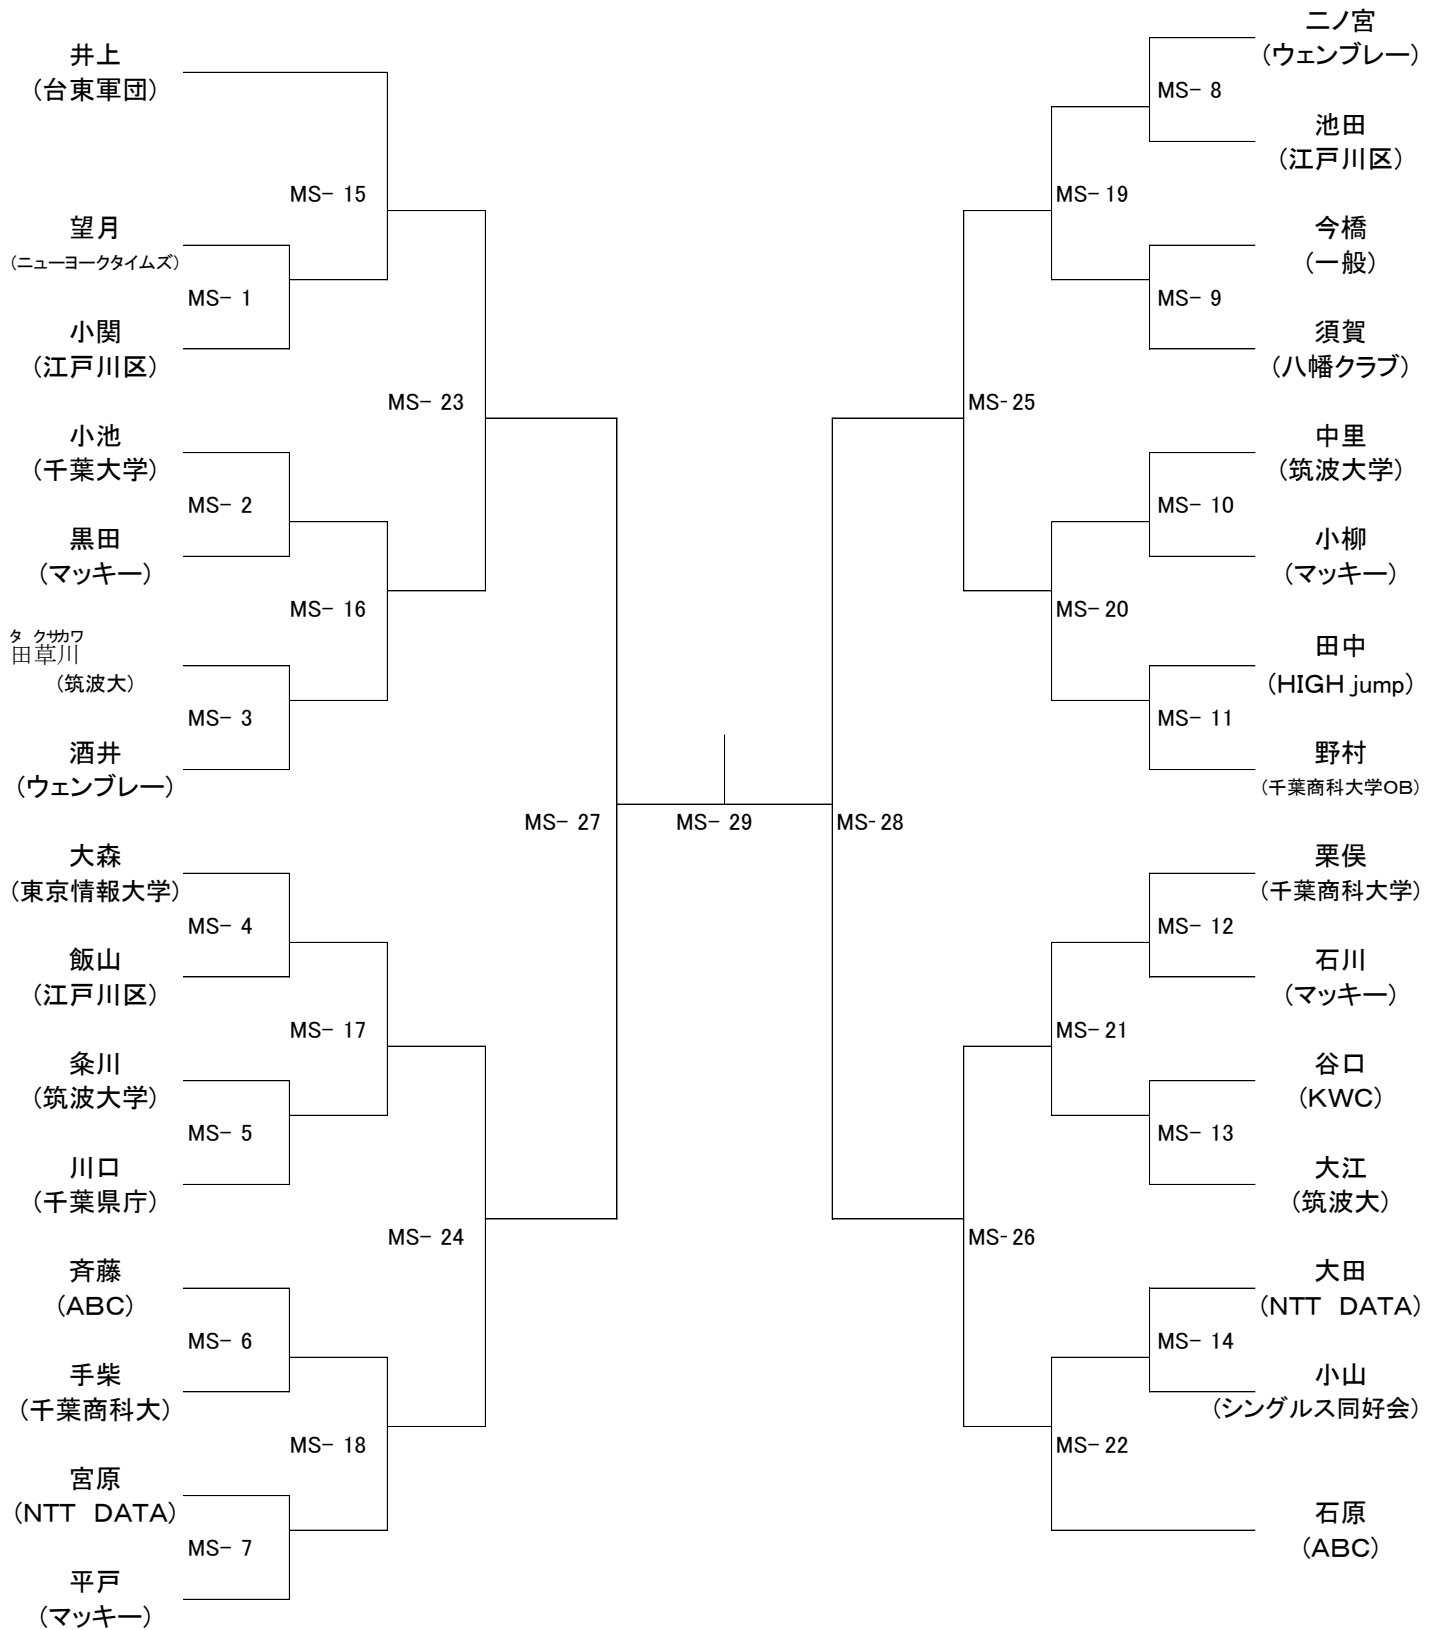 井上
(台東軍団)
MS- 15
望月
(ニューヨークタイムズ)
MS- 1
小関
(江戸川区)
MS- 23
小池
(千葉大学)
MS- 2
黒田
(マッキー)
MS- 16
タ クサカワ
田草川
(筑波大)
MS- 3
酒井
(ウェンブレー)
MS- 27
大森
(東京情報大学)
MS- 4
飯山
(江戸川区)
MS- 17
粂川
(筑波大学)
MS- 5
川口
(千葉県庁)
MS- 24
斉藤
(ABC)
MS- 6
手柴
(千葉商科大)
MS- 18
宮原
(NTT DATA)
MS- 7
平戸
(マッキー)
MS- 29
二ノ宮
(ウェンブレー)
MS- 8
池田
(江戸川区)
MS- 19
今橋
(一般)
MS- 9
須賀
(八幡クラブ)
MS- 25
中里
(筑波大学)
MS- 10
小柳
(マッキー)
MS- 20
田中
(HIGH jump)
MS- 11
野村
(千葉商科大学OB)
MS- 28
栗俣
(千葉商科大学)
MS- 12
石川
(マッキー)
MS- 21
谷口
(KWC)
MS- 13
大江
(筑波大)
MS- 26
大田
(NTT DATA)
MS- 14
小山
(シングルス同好会)
MS- 22
石原
(ABC)